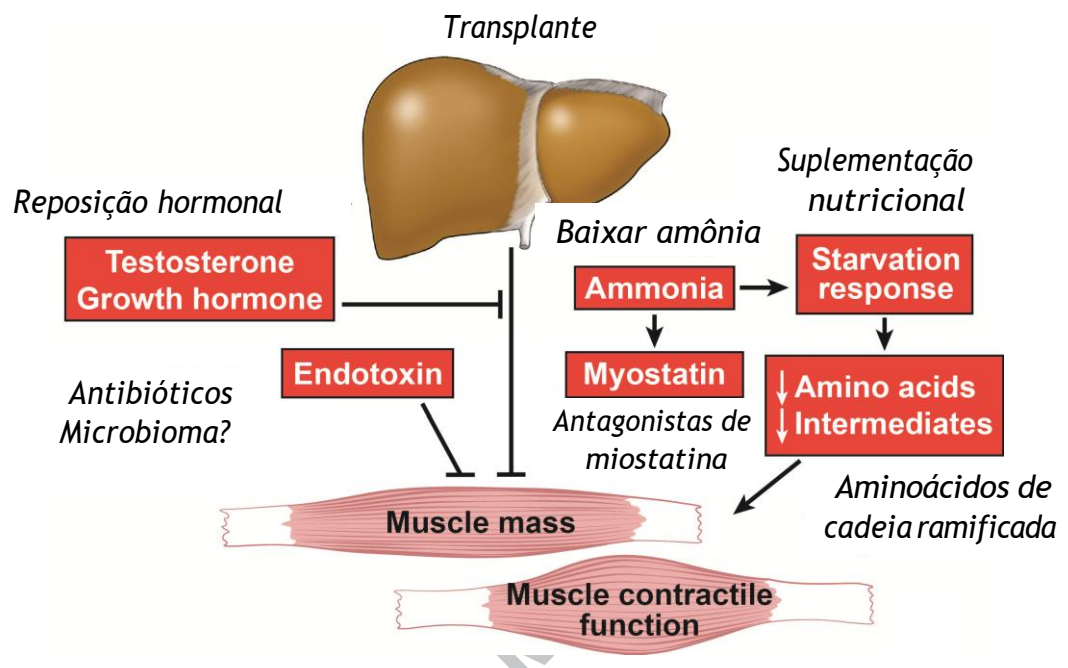 Transplante
Suplementação
nutricional
Reposição hormonal
Baixar amônia
Testosterone
Growth hormone
Ammonia
Starvation
response
Endotoxin
Myostatin
↓ Amino acids
↓ Intermediates
Antibióticos
Microbioma?
Antagonistas de
miostatina
Aminoácidos de
cadeia ramificada
Muscle mass
Muscle contractile
function